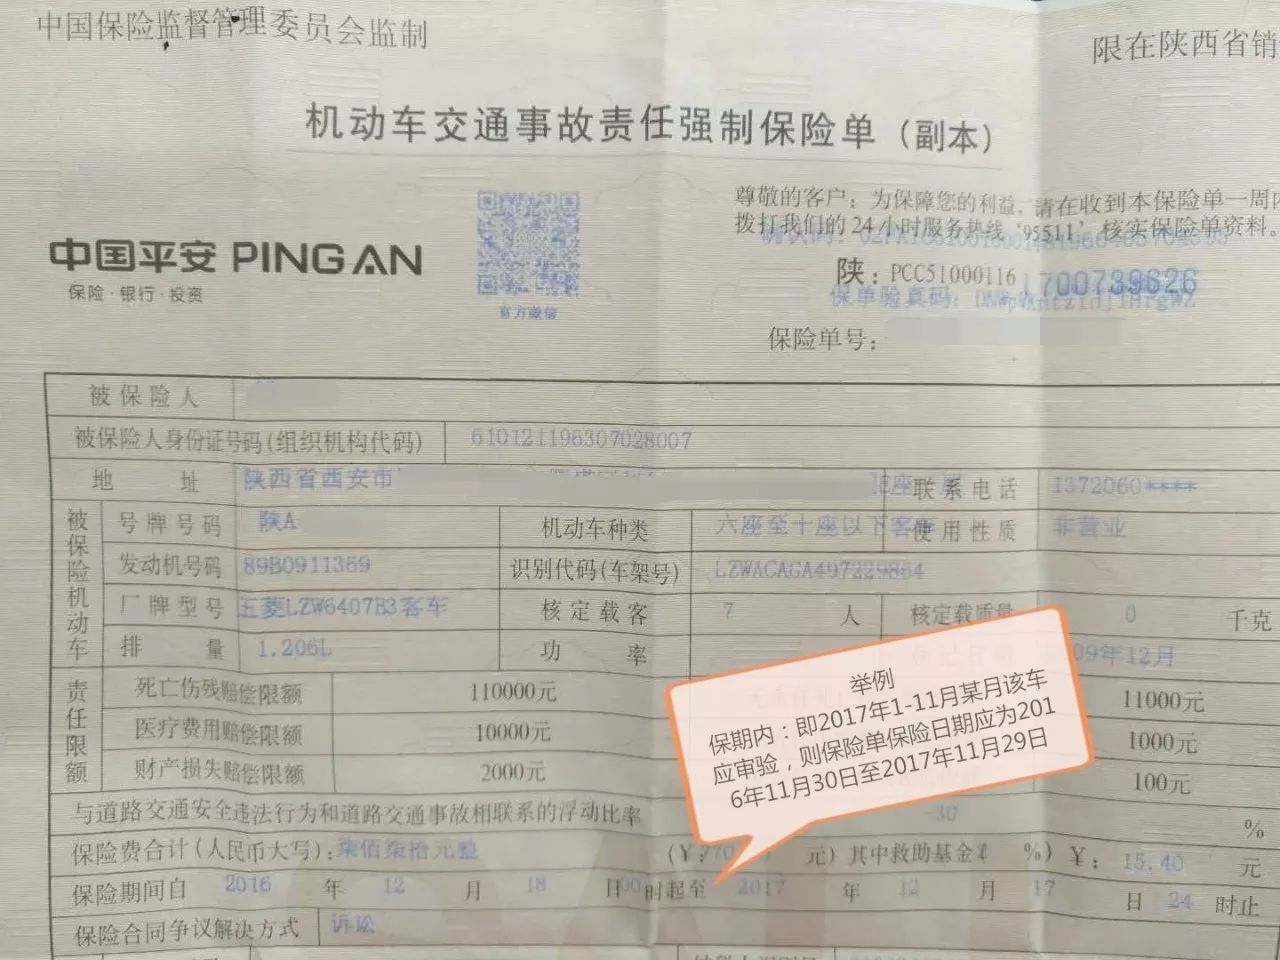 中国保险监督管理委员会监制
限在陕西省销
机动车交通事故责任强制保险单（副本）
尊敬的客户：为保障您的利益,请在收到本保险单一周内
拨打我们的24小时服务热线‘95511’核实保险单资料。
中国平安 PING AN
保险·银行·投资
官方微信
陕：PCC51000116 1700739626
保单验真码：
保险单号：
被保险人
被保险人身份证号码(组织机构代码) 610121196307028007
地 址 陕西省西安市 联系电话 1372060****
被保险机动车
号牌号码 陕A 机动车种类 六座至十座以下客车 使用性质 非营业
发动机号码 89B0911369 识别代码(车架号) LZWACAGA497229864
厂牌型号 五菱LZW6407B3客车 核定载客 7 人 核定载质量 0 千克
排 量 1.206L 功 率 登记日期 09年12月
责任限额
死亡伤残赔偿限额 110000元 11000元
医疗费用赔偿限额 10000元 1000元
财产损失赔偿限额 2000元 100元
举例
保期内：即2017年1-11月某月该车
应审验，则保险单保险日期应为201
6年11月30日至2017年11月29日
与道路交通安全违法行为和道路交通事故相联系的浮动比率 -30 %
保险费合计(人民币大写)：柒佰柒拾元整 (￥： 元) 其中救助基金( %) ￥：15.40 元
保险期间自 2016 年 12 月 18 日 00 时起至 2017 年 12 月 17 日 24 时止
保险合同争议解决方式 诉讼